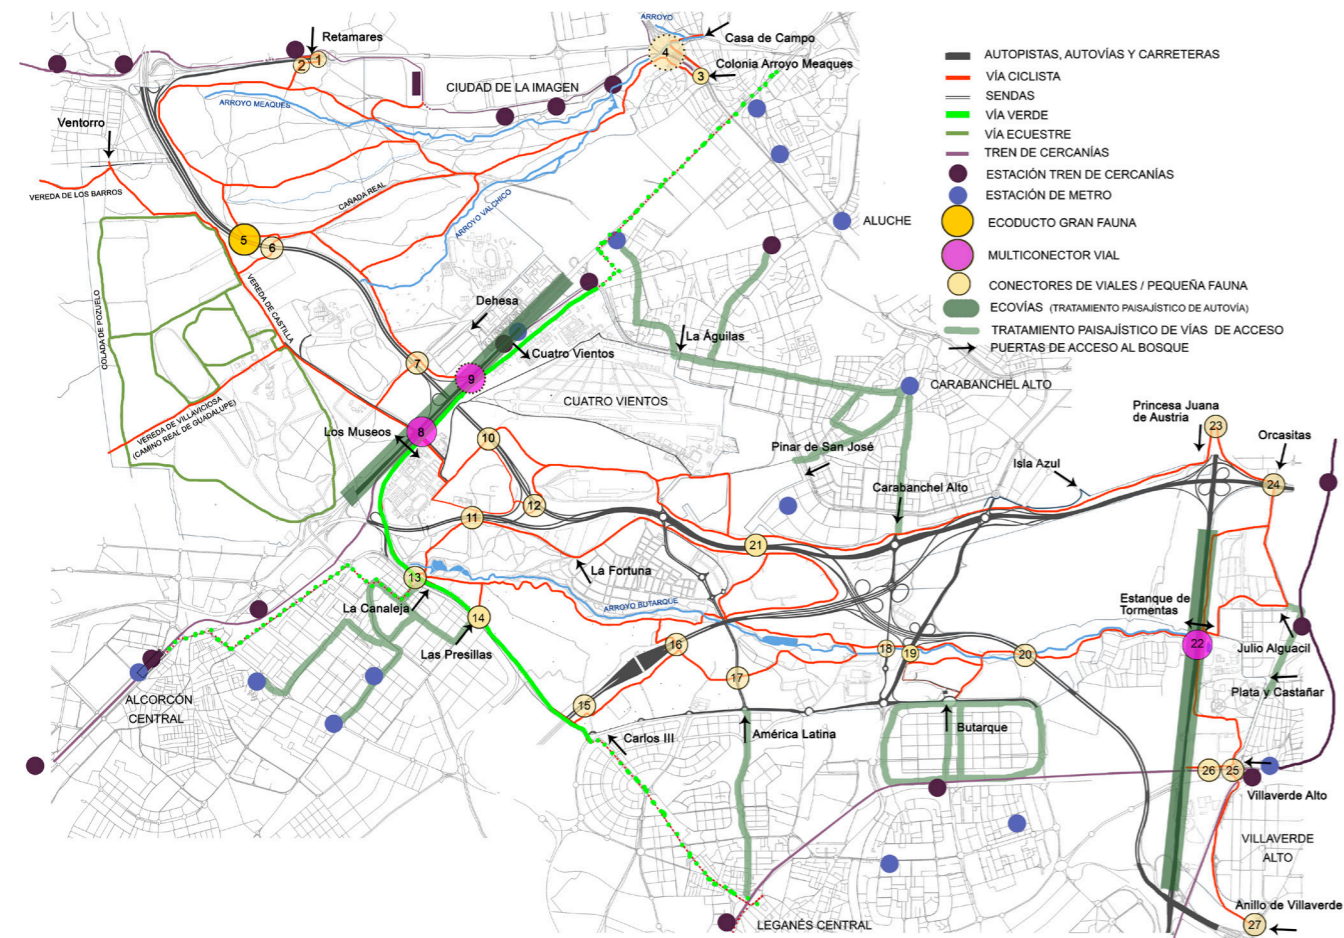 ARROYO
Retamares
Casa de Campo
4
2
1
3
Colonia Arroyo Meaques
CIUDAD DE LA IMAGEN
ARROYO MEAQUES
Ventorro
VEREDA DE LOS BARROS
CAÑADA REAL
ARROYO VALCHICO
ALUCHE
5
6
VEREDA DE CASTILLA
COLADA DE POZUELO
Dehesa
La Águilas
Cuatro Vientos
7
9
CUATRO VIENTOS
CARABANCHEL ALTO
VEREDA DE VILLAVICIOSA
(CAMINO REAL DE GUADALUPE)
Los Museos
8
10
Pinar de San José
Carabanchel Alto
Isla Azul
Princesa Juana
de Austria
23
Orcasitas
24
11
12
21
La Fortuna
13
La Canaleja
ARROYO BUTARQUE
14
Las Presillas
16
17
18
19
20
Estanque de
Tormentas
22
Julio Alguacil
Plata y Castañar
ALCORCÓN
CENTRAL
15
Carlos III
América Latina
Butarque
26
25
Villaverde Alto
VILLAVERDE
ALTO
Anillo de Villaverde
27
LEGANÉS CENTRAL
AUTOPISTAS, AUTOVÍAS Y CARRETERAS
VÍA CICLISTA
SENDAS
VÍA VERDE
VÍA ECUESTRE
TREN DE CERCANÍAS
ESTACIÓN TREN DE CERCANÍAS
ESTACIÓN DE METRO
ECODUCTO GRAN FAUNA
MULTICONECTOR VIAL
CONECTORES DE VIALES / PEQUEÑA FAUNA
ECOVÍAS (TRATAMIENTO PAISAJÍSTICO DE AUTOVÍA)
TRATAMIENTO PAISAJÍSTICO DE VÍAS DE ACCESO
PUERTAS DE ACCESO AL BOSQUE